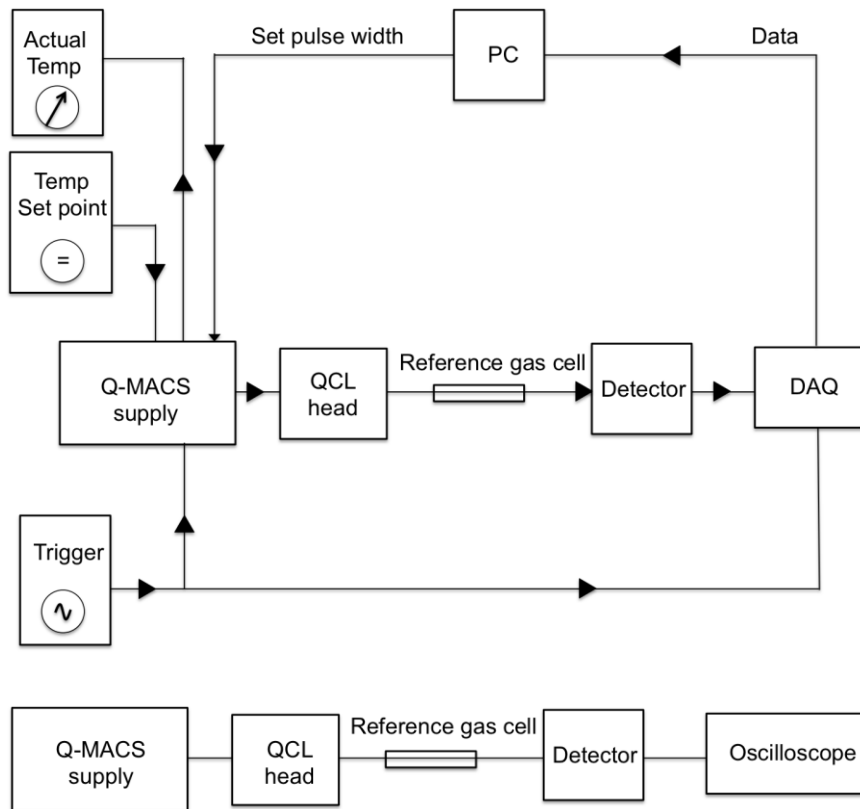 Actual
Temp
Set pulse width
PC
Data
Temp
Set point
=
Q-MACS
supply
QCL
head
Reference gas cell
Detector
DAQ
Trigger
∿
Q-MACS
supply
QCL
head
Reference gas cell
Detector
Oscilloscope